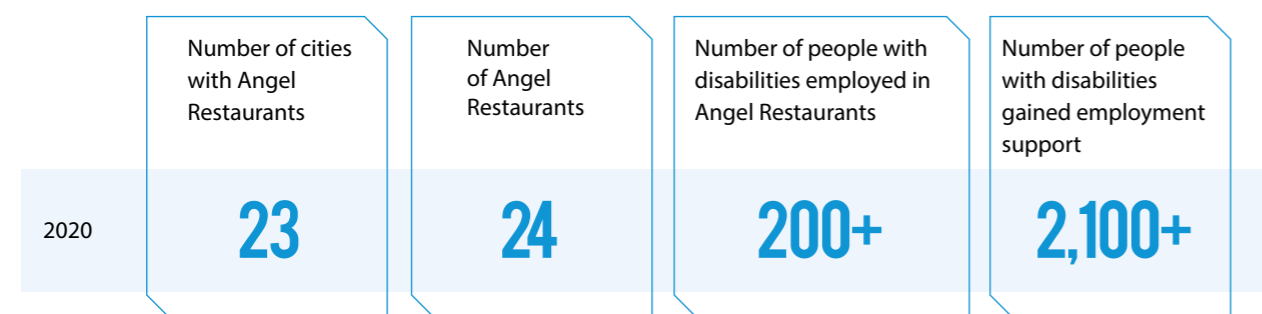 Number of cities
with Angel
Restaurants
Number
of Angel
Restaurants
Number of people with
disabilities employed in
Angel Restaurants
Number of people
with disabilities
gained employment
support
2020
23
24
200+
2,100+